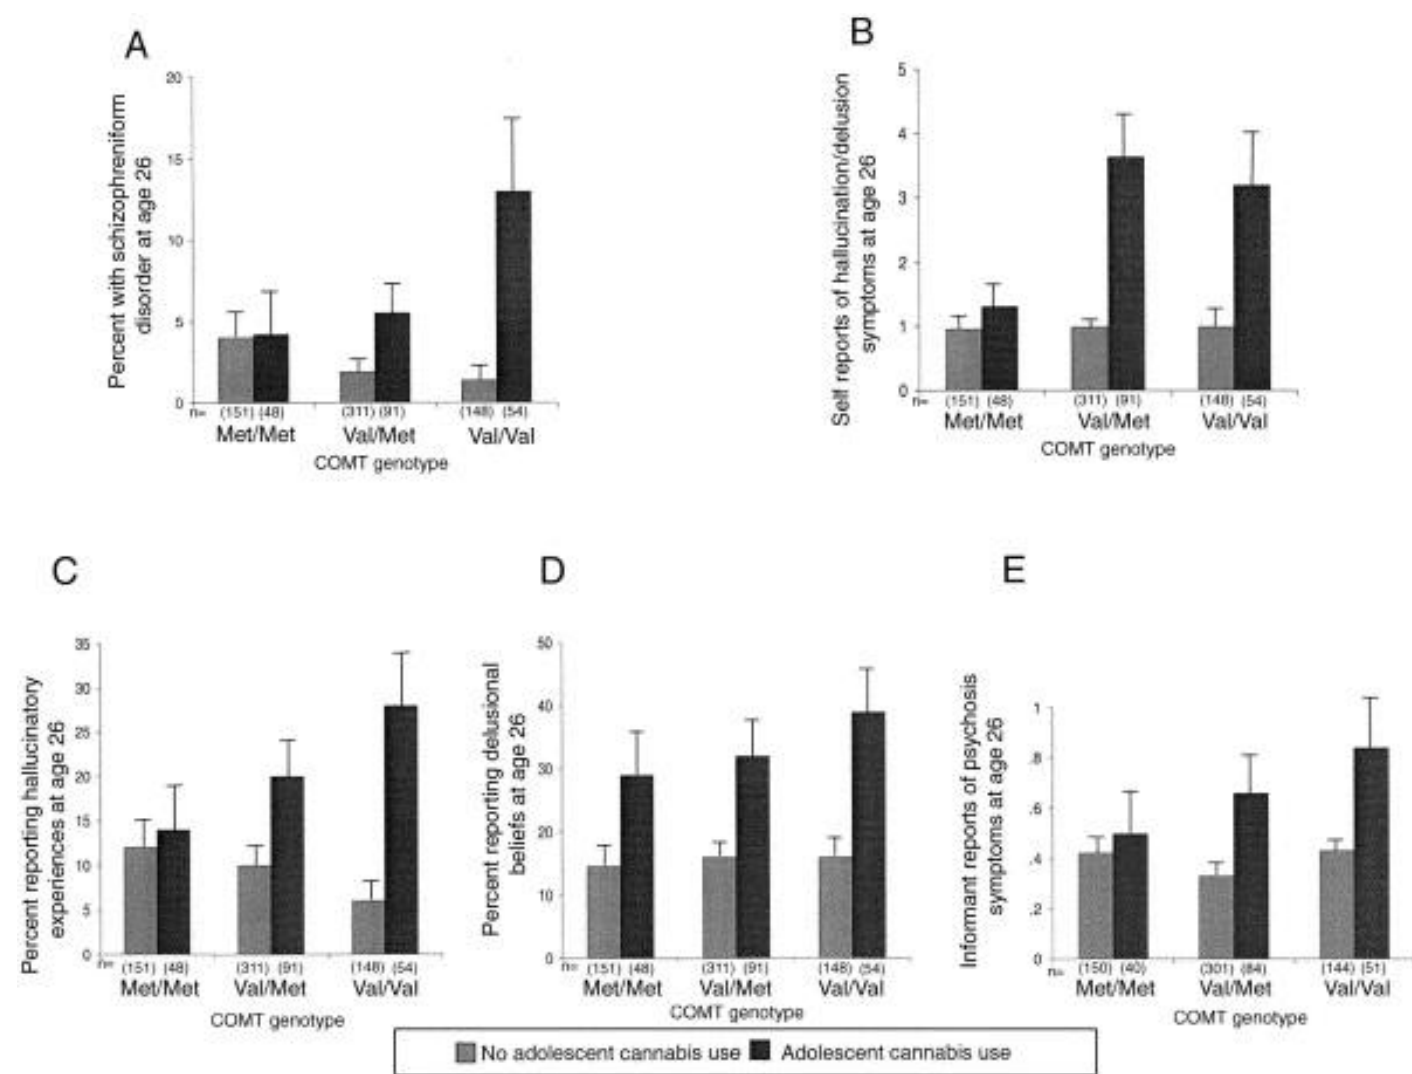 A
Percent with schizophreniform
disorder at age 26
20
15
10
5
0
n= (151) (48) (311) (91) (148) (54)
Met/Met Val/Met Val/Val
COMT genotype
B
Self reports of hallucination/delusion
symptoms at age 26
5
4
3
2
1
0
n= (151) (48) (311) (91) (148) (54)
Met/Met Val/Met Val/Val
COMT genotype
C
Percent reporting hallucinatory
experiences at age 26
35
30
25
20
15
10
5
0
n= (151) (48) (311) (91) (148) (54)
Met/Met Val/Met Val/Val
COMT genotype
D
Percent reporting delusional
beliefs at age 26
50
40
30
20
10
0
n= (151) (48) (311) (91) (148) (54)
Met/Met Val/Met Val/Val
COMT genotype
E
Informant reports of psychosis
symptoms at age 26
1
.8
.6
.4
.2
0
n= (150) (40) (301) (84) (144) (51)
Met/Met Val/Met Val/Val
COMT genotype
No adolescent cannabis use Adolescent cannabis use